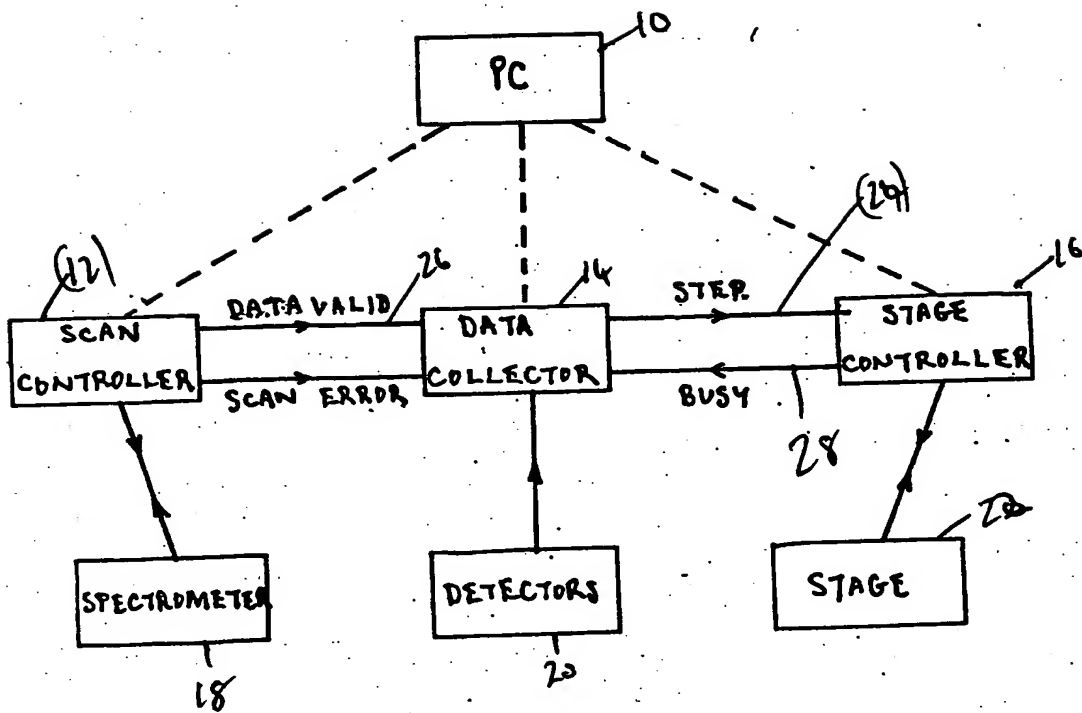 10
PC
(12)
26
14
(24)
16
DATA VALID
STEP.
SCAN
CONTROLLER
DATA
COLLECTOR
STAGE
CONTROLLER
SCAN ERROR
BUSY
28
SPECTROMETER
DETECTORS
STAGE
18
20